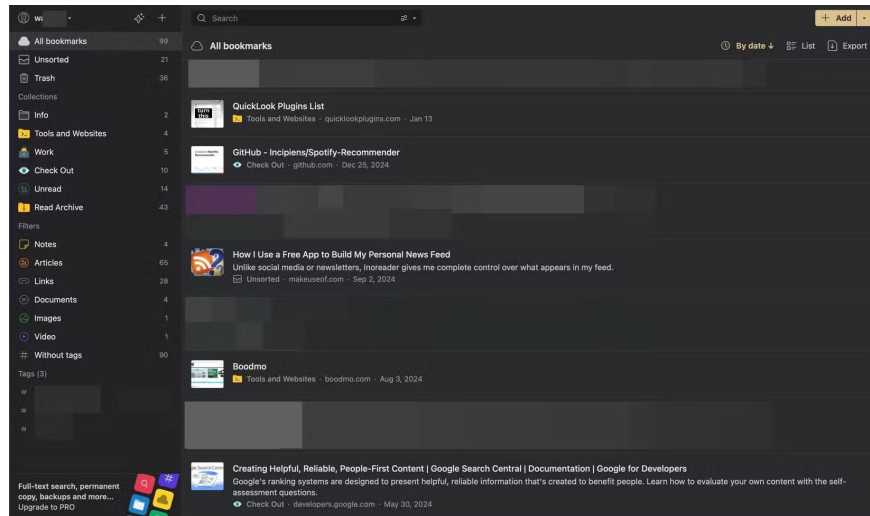 Search
+ Add
All bookmarks 99
Unsorted 21
Trash 36
Collections
Info 2
Tools and Websites 4
Work 5
Check Out 10
Unread 14
Read Archive 43
Filters
Notes 4
Articles 65
Links 28
Documents 4
Images 1
Video 1
# Without tags 90
Tags (3)
#
#
#
Full-text search, permanent
copy, backups and more...
Upgrade to PRO
All bookmarks
By date ↓ List Export
turn
this
QuickLook Plugins List
Tools and Websites · quicklookplugins.com · Jan 13
GitHub - Incipiens/Spotify-Recommender
Check Out · github.com · Dec 25, 2024
How I Use a Free App to Build My Personal News Feed
Unlike social media or newsletters, Inoreader gives me complete control over what appears in my feed.
Unsorted · makeuseof.com · Sep 2, 2024
Boodmo
Tools and Websites · boodmo.com · Aug 3, 2024
Creating Helpful, Reliable, People-First Content | Google Search Central | Documentation | Google for Developers
Google's ranking systems are designed to present helpful, reliable information that's created to benefit people. Learn how to evaluate your own content with the self-
assessment questions.
Check Out · developers.google.com · May 30, 2024